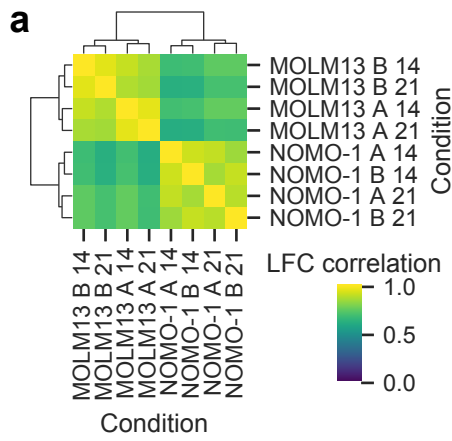 a
MOLM13 B 14
MOLM13 B 21
MOLM13 A 14
MOLM13 A 21
NOMO-1 A 14
NOMO-1 B 14
NOMO-1 A 21
NOMO-1 B 21
Condition
MOLM13 B 14
MOLM13 B 21
MOLM13 A 14
MOLM13 A 21
NOMO-1 A 14
NOMO-1 B 14
NOMO-1 A 21
NOMO-1 B 21
Condition
LFC correlation
1.0
0.5
0.0